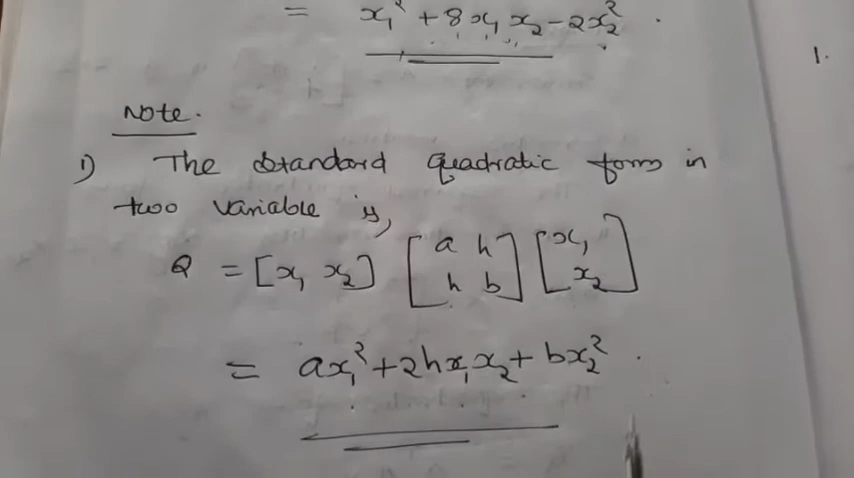 = x₁² + 8x₁x₂ - 2x₂².
1.
Note.
1) The standard quadratic form in
two variable is,
Q = [x₁ x₂] [a h; h b] [x₁; x₂]
= ax₁² + 2hx₁x₂ + bx₂².